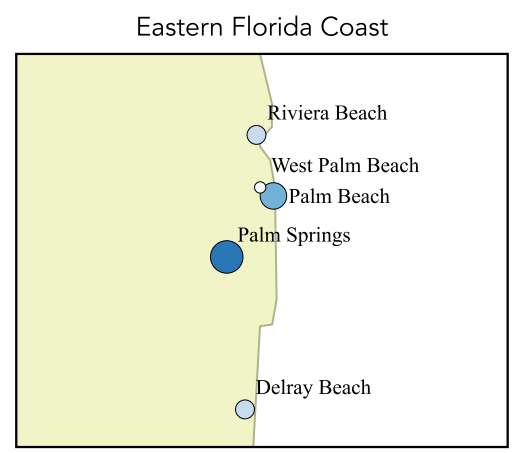 Eastern Florida Coast
Riviera Beach
West Palm Beach
Palm Beach
Palm Springs
Delray Beach